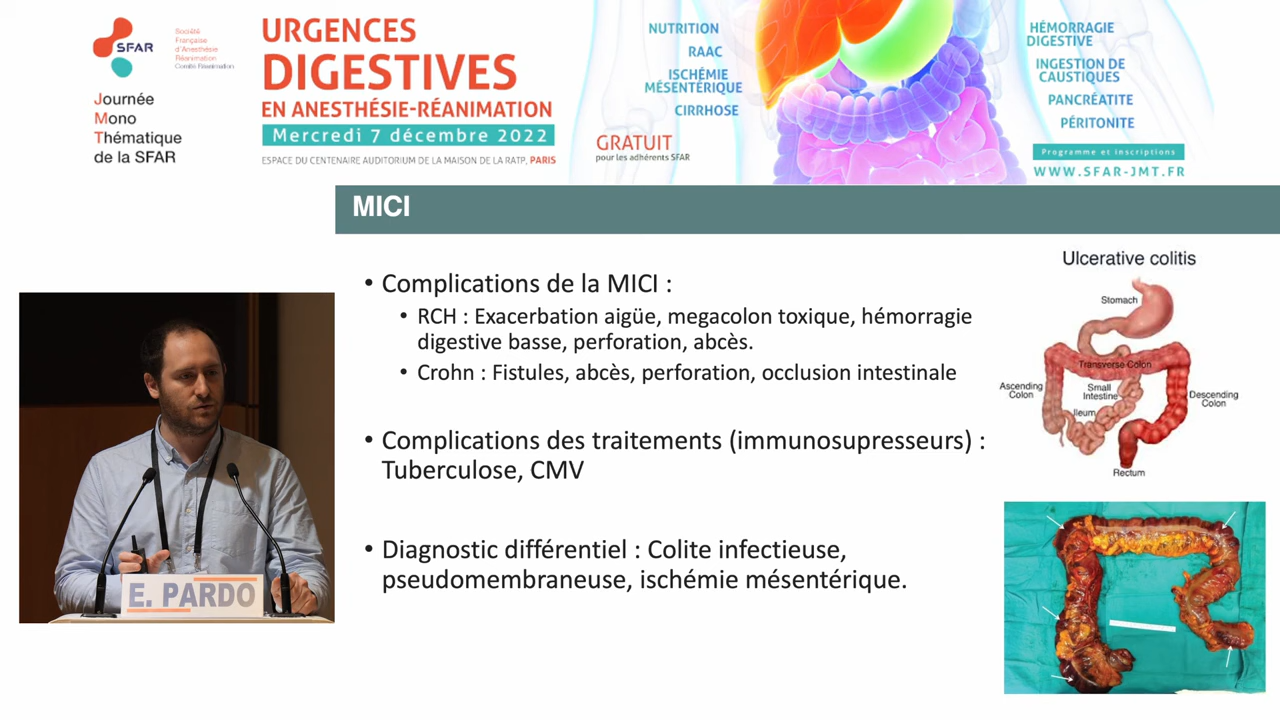 SFAR
Société
Française
d'Anesthésie
Réanimation
Comité Réanimation
Journée
Mono
Thématique
de la SFAR
URGENCES
DIGESTIVES
EN ANESTHÉSIE-RÉANIMATION
Mercredi 7 décembre 2022
ESPACE DU CENTENAIRE AUDITORIUM DE LA MAISON DE LA RATP, PARIS
NUTRITION
RAAC
ISCHÉMIE
MÉSENTÉRIQUE
CIRRHOSE
GRATUIT
pour les adhérents SFAR
HÉMORRAGIE
DIGESTIVE
INGESTION DE
CAUSTIQUES
PANCRÉATITE
PÉRITONITE
Programme et inscriptions
WWW.SFAR-JMT.FR
MICI
• Complications de la MICI :
• RCH : Exacerbation aigüe, megacolon toxique, hémorragie
digestive basse, perforation, abcès.
• Crohn : Fistules, abcès, perforation, occlusion intestinale
• Complications des traitements (immunosupresseurs) :
Tuberculose, CMV
• Diagnostic différentiel : Colite infectieuse,
pseudomembraneuse, ischémie mésentérique.
Ulcerative colitis
Stomach
Transverse Colon
Ascending
Colon
Small
Intestine
Descending
Colon
Ileum
Rectum
E. PARDO